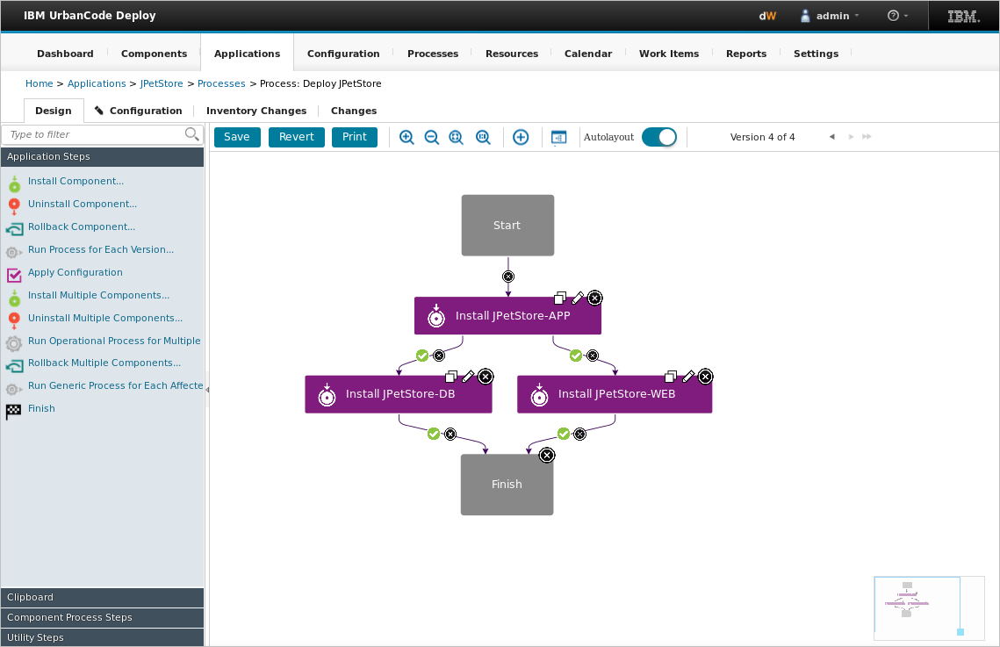 IBM UrbanCode Deploy
dW
admin
IBM
Dashboard Components Applications Configuration Processes Resources Calendar Work Items Reports Settings
Home > Applications > JPetStore > Processes > Process: Deploy JPetStore
Design Configuration Inventory Changes Changes
Type to filter
Save Revert Print Autolayout Version 4 of 4
Application Steps
Install Component...
Uninstall Component...
Rollback Component...
Run Process for Each Version...
Apply Configuration
Install Multiple Components...
Uninstall Multiple Components...
Run Operational Process for Multiple
Rollback Multiple Components...
Run Generic Process for Each Affecte
Finish
Clipboard
Component Process Steps
Utility Steps
Start
Install JPetStore-APP
Install JPetStore-DB
Install JPetStore-WEB
Finish